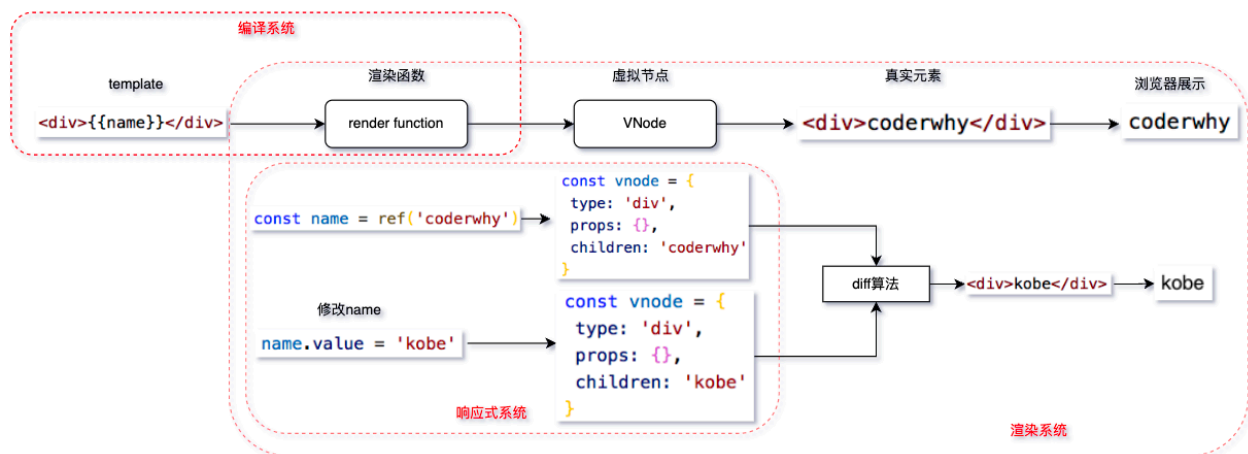 编译系统
template
渲染函数
虚拟节点
真实元素
浏览器展示
<div>{{name}}</div>
render function
VNode
<div>coderwhy</div>
coderwhy
const name = ref('coderwhy')
const vnode = {
type: 'div',
props: {},
children: 'coderwhy'
}
diff算法
<div>kobe</div>
kobe
修改name
name.value = 'kobe'
const vnode = {
type: 'div',
props: {},
children: 'kobe'
}
响应式系统
渲染系统